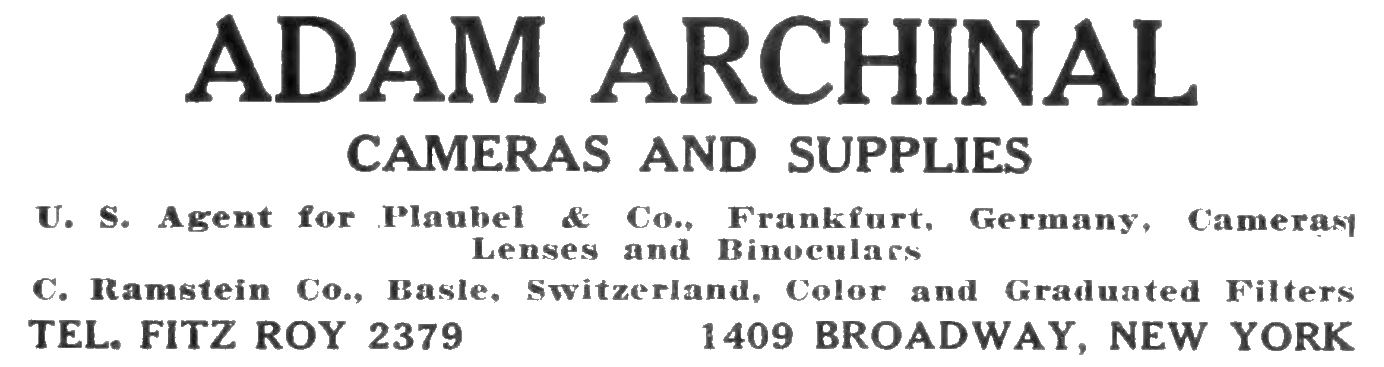 ADAM ARCHINAL
CAMERAS AND SUPPLIES
U. S. Agent for Plaubel & Co., Frankfurt, Germany, Cameras,
Lenses and Binoculars
C. Ramstein Co., Basle, Switzerland, Color and Graduated Filters
TEL. FITZ ROY 2379 1409 BROADWAY, NEW YORK